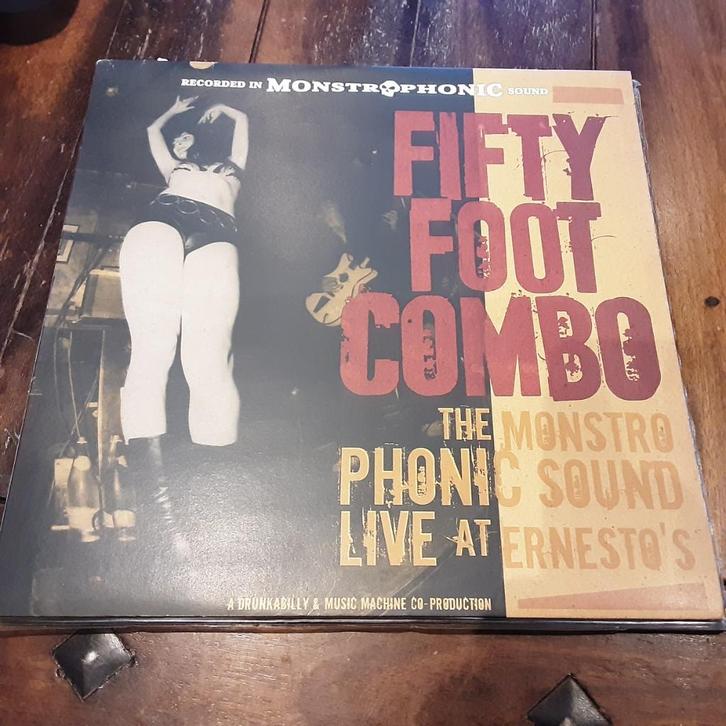 RECORDED IN MONSTROPHONIC SOUND
FIFTY
FOOT
COMBO
THE MONSTRO
PHONIC SOUND
LIVE AT ERNESTO'S
A DRUNKABILLY & MUSIC MACHINE CO-PRODUCTION